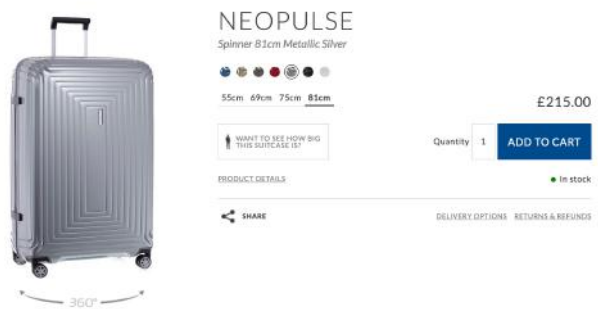 NEOPULSE
Spinner 81cm Metallic Silver
55cm 69cm 75cm 81cm
£215.00
WANT TO SEE HOW BIG
THIS SUITCASE IS?
Quantity 1 ADD TO CART
PRODUCT DETAILS
In stock
SHARE
DELIVERY OPTIONS RETURNS & REFUNDS
360°